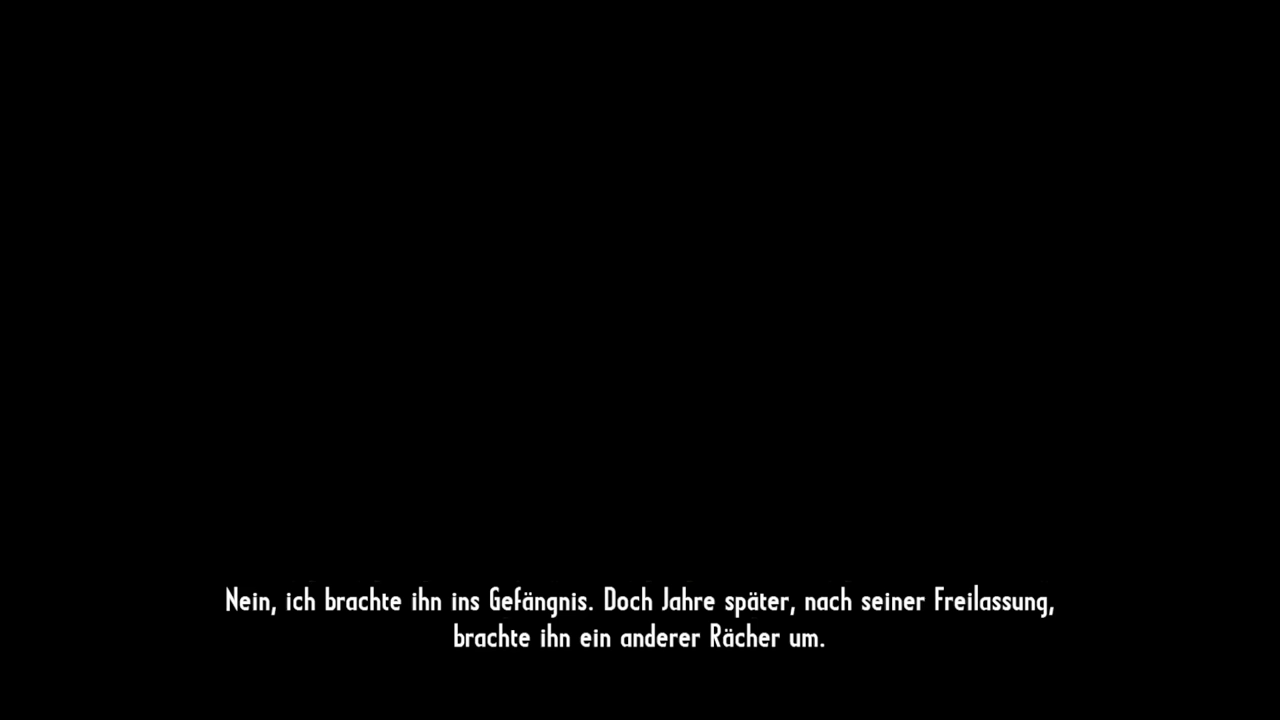 Nein, ich brachte ihn ins Gefängnis. Doch Jahre später, nach seiner Freilassung,
brachte ihn ein anderer Rächer um.